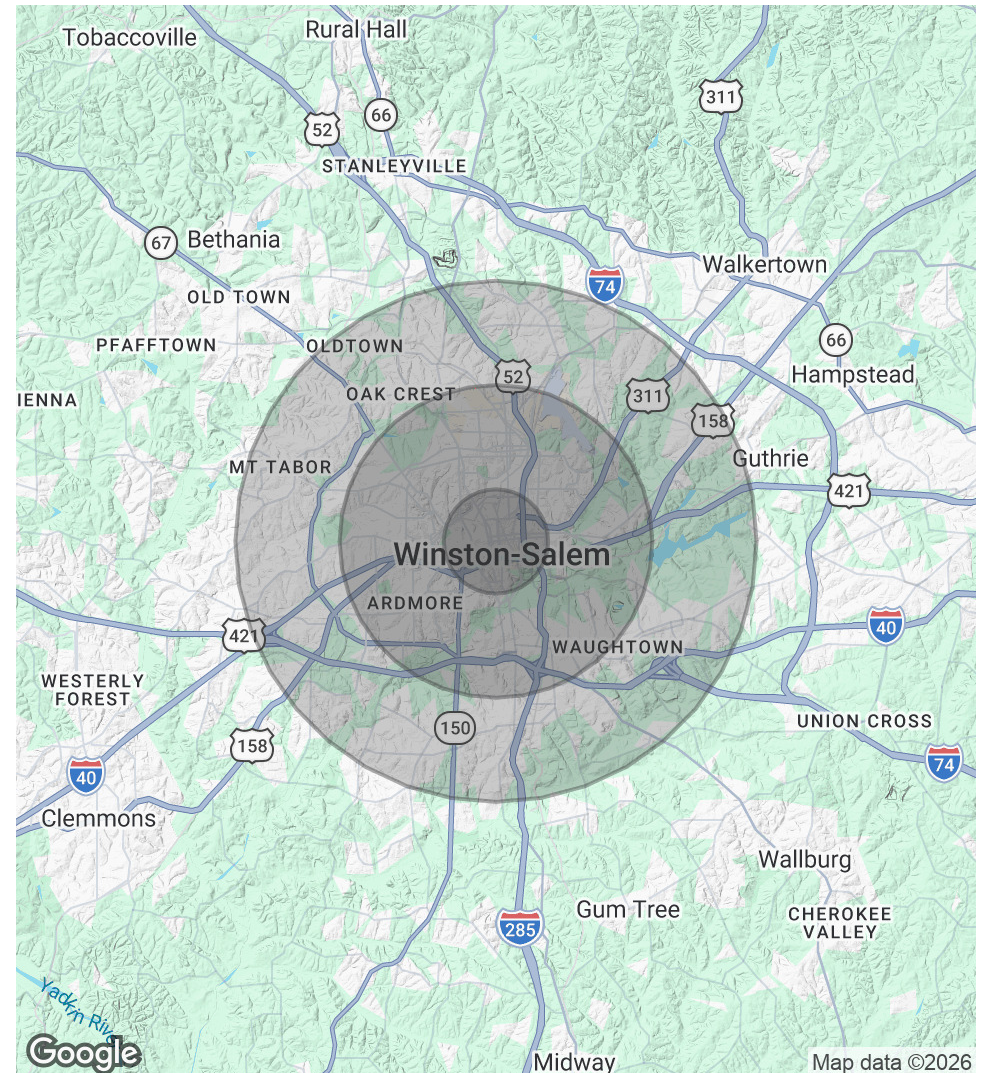 Tobaccoville
Rural Hall
311
66
52
STANLEYVILLE
67
Bethania
Walkertown
74
OLD TOWN
66
PFAFFTOWN
OLDTOWN
52
Hampstead
OAK CREST
311
IENNA
158
MT TABOR
Guthrie
421
Winston-Salem
ARDMORE
40
421
WAUGHTOWN
WESTERLY
FOREST
UNION CROSS
150
158
74
40
Clemmons
Wallburg
Gum Tree
CHEROKEE
VALLEY
285
Yadkin Rive
Google
Midway
Map data ©2026